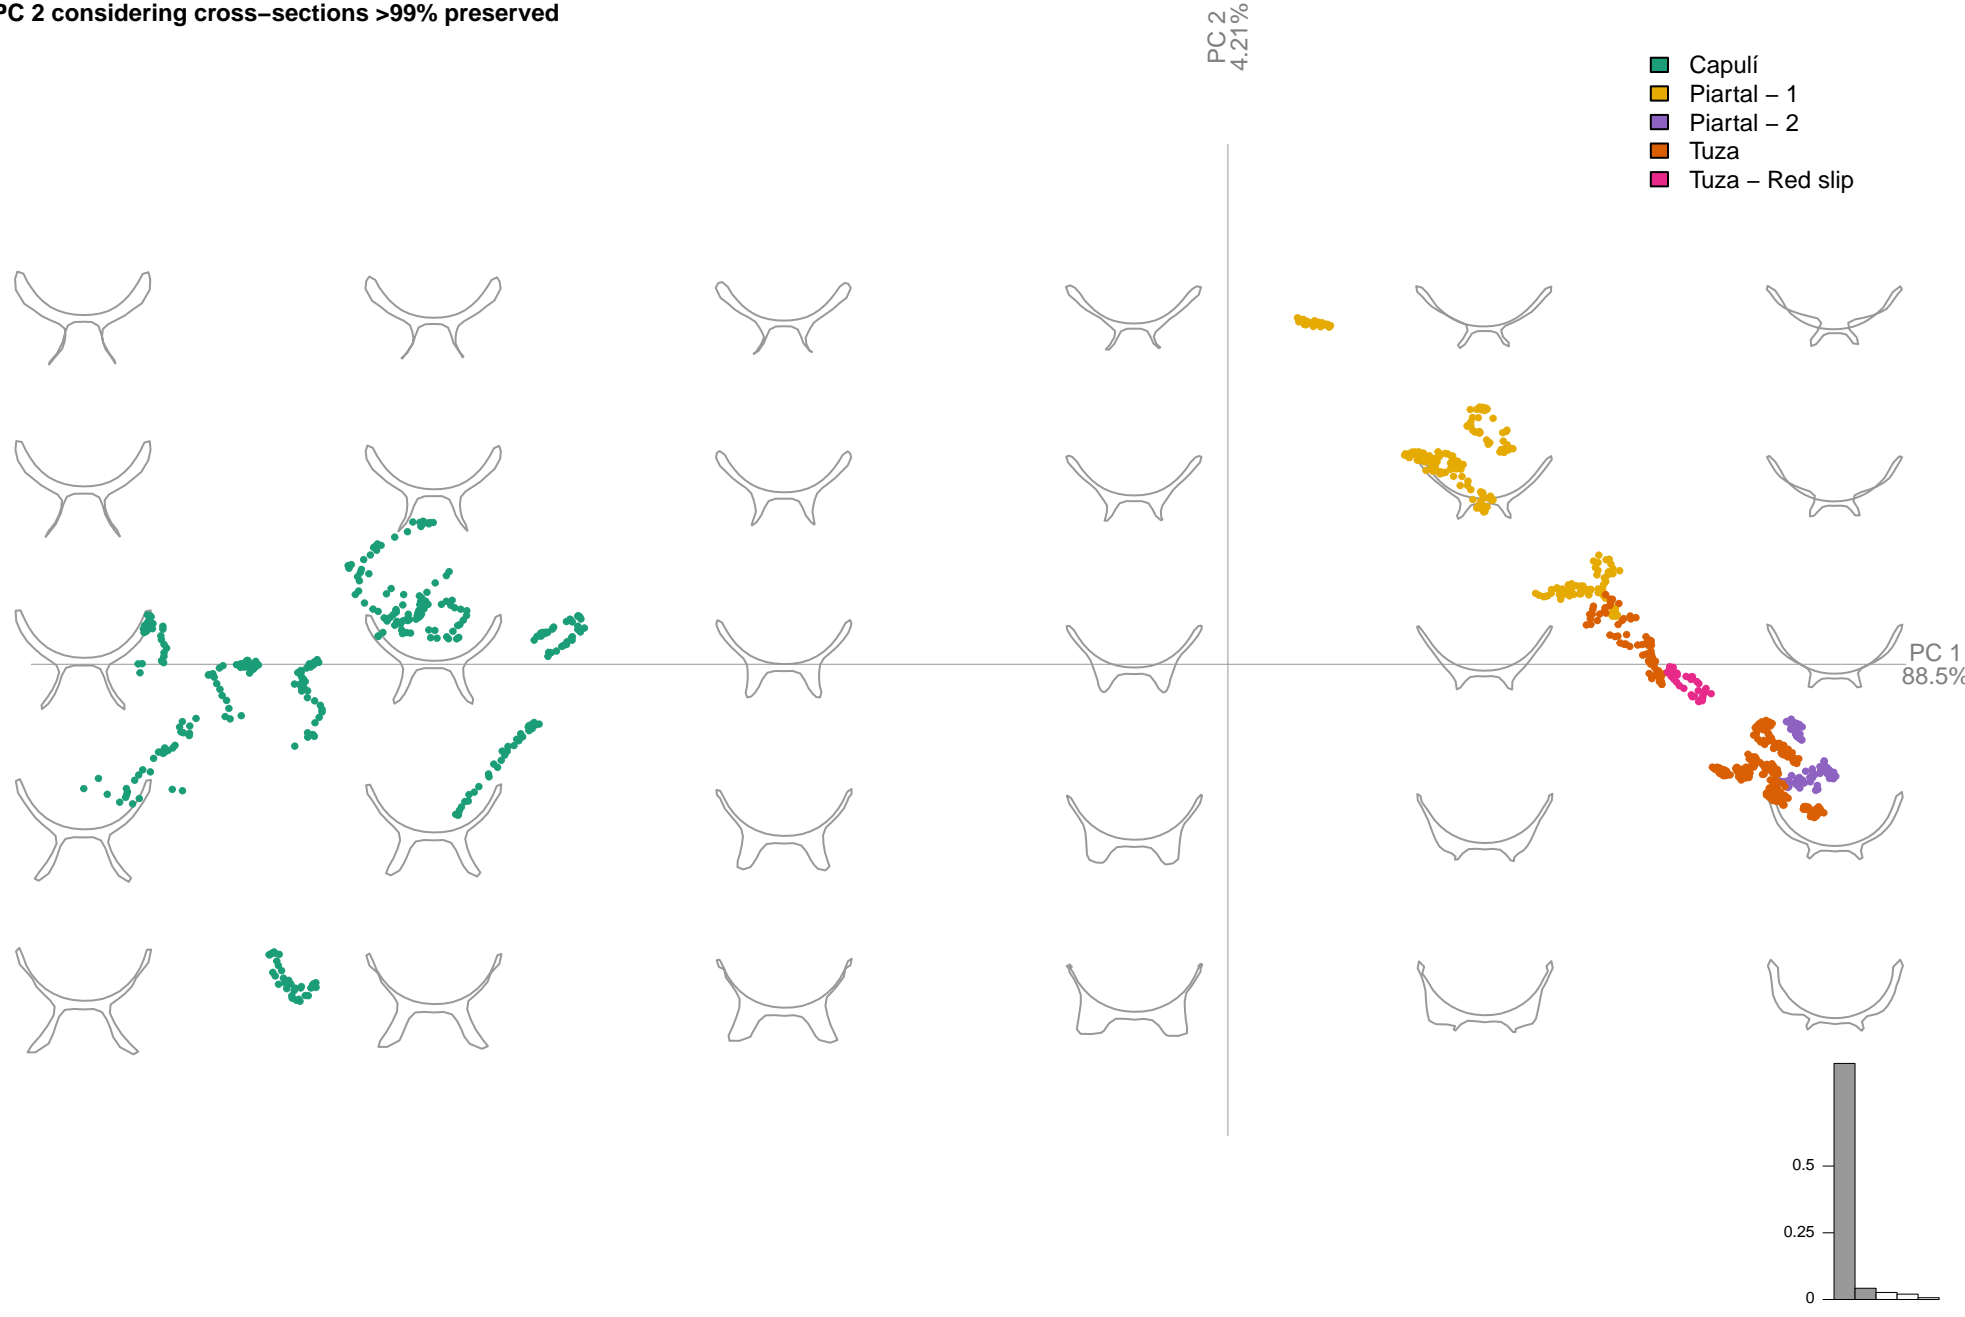 PC 2 considering cross−sections >99% preserved
PC 2
4.21%
Capulí
Piartal − 1
Piartal − 2
Tuza
Tuza − Red slip
PC 1
88.5%
0.5
0.25
0